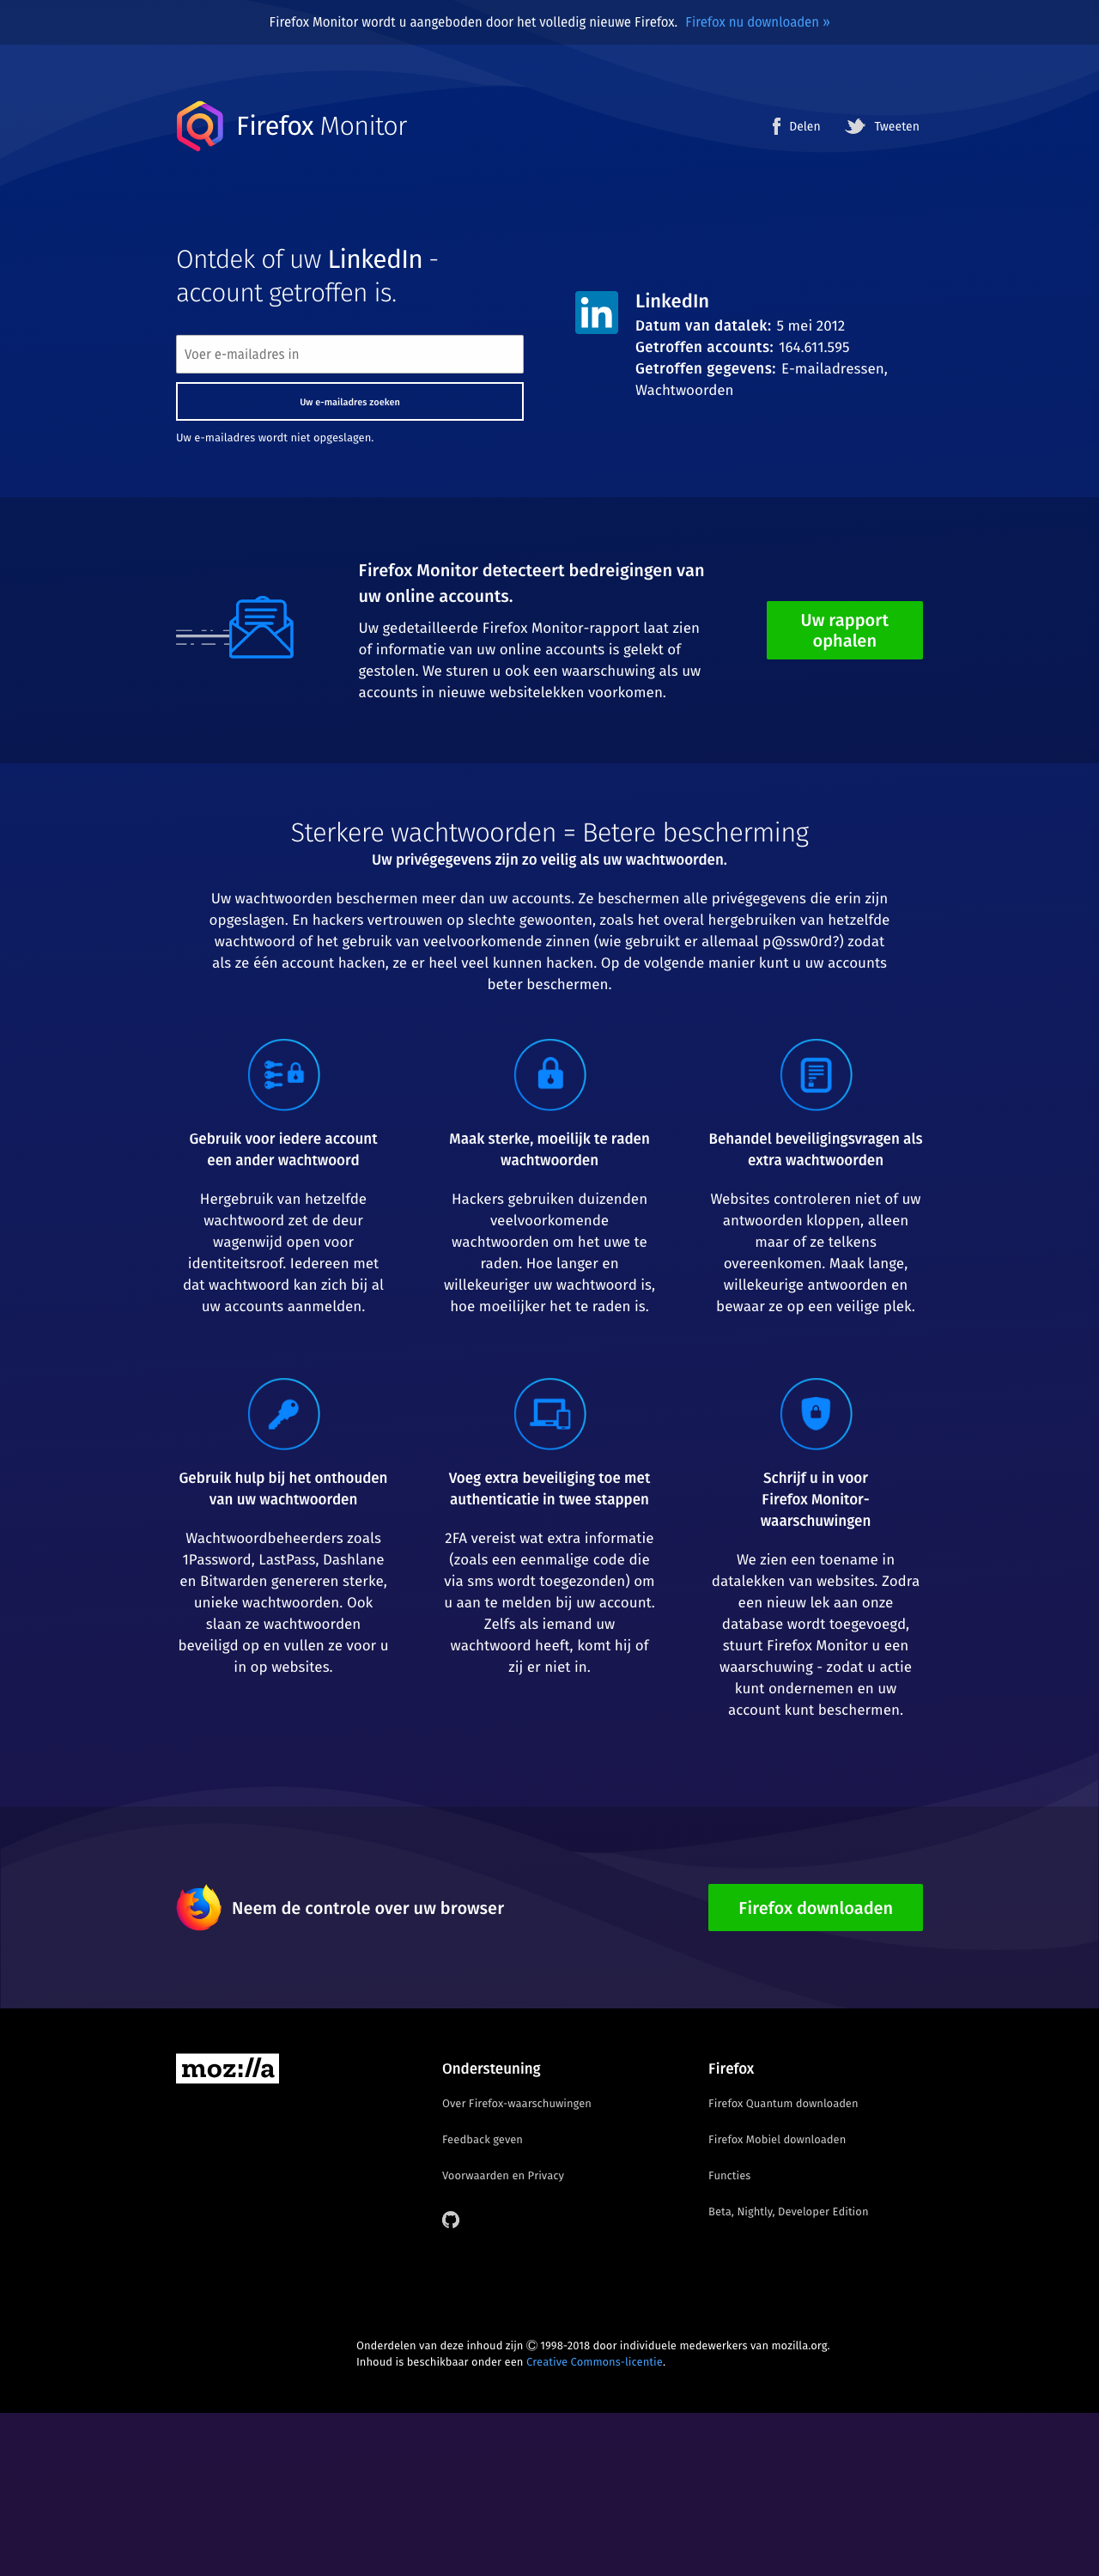 Firefox Monitor wordt u aangeboden door het volledig nieuwe Firefox. Firefox nu downloaden »
Firefox Monitor
Delen
Tweeten
Ontdek of uw LinkedIn -
account getroffen is.
Voer e-mailadres in
Uw e-mailadres zoeken
Uw e-mailadres wordt niet opgeslagen.
in
LinkedIn
Datum van datalek: 5 mei 2012
Getroffen accounts: 164.611.595
Getroffen gegevens: E-mailadressen,
Wachtwoorden
Firefox Monitor detecteert bedreigingen van
uw online accounts.
Uw gedetailleerde Firefox Monitor-rapport laat zien
of informatie van uw online accounts is gelekt of
gestolen. We sturen u ook een waarschuwing als uw
accounts in nieuwe websitelekken voorkomen.
Uw rapport
ophalen
Sterkere wachtwoorden = Betere bescherming
Uw privégegevens zijn zo veilig als uw wachtwoorden.
Uw wachtwoorden beschermen meer dan uw accounts. Ze beschermen alle privégegevens die erin zijn
opgeslagen. En hackers vertrouwen op slechte gewoonten, zoals het overal hergebruiken van hetzelfde
wachtwoord of het gebruik van veelvoorkomende zinnen (wie gebruikt er allemaal p@ssw0rd?) zodat
als ze één account hacken, ze er heel veel kunnen hacken. Op de volgende manier kunt u uw accounts
beter beschermen.
Gebruik voor iedere account
een ander wachtwoord
Hergebruik van hetzelfde
wachtwoord zet de deur
wagenwijd open voor
identiteitsroof. Iedereen met
dat wachtwoord kan zich bij al
uw accounts aanmelden.
Maak sterke, moeilijk te raden
wachtwoorden
Hackers gebruiken duizenden
veelvoorkomende
wachtwoorden om het uwe te
raden. Hoe langer en
willekeuriger uw wachtwoord is,
hoe moeilijker het te raden is.
Behandel beveiligingsvragen als
extra wachtwoorden
Websites controleren niet of uw
antwoorden kloppen, alleen
maar of ze telkens
overeenkomen. Maak lange,
willekeurige antwoorden en
bewaar ze op een veilige plek.
Gebruik hulp bij het onthouden
van uw wachtwoorden
Wachtwoordbeheerders zoals
1Password, LastPass, Dashlane
en Bitwarden genereren sterke,
unieke wachtwoorden. Ook
slaan ze wachtwoorden
beveiligd op en vullen ze voor u
in op websites.
Voeg extra beveiliging toe met
authenticatie in twee stappen
2FA vereist wat extra informatie
(zoals een eenmalige code die
via sms wordt toegezonden) om
u aan te melden bij uw account.
Zelfs als iemand uw
wachtwoord heeft, komt hij of
zij er niet in.
Schrijf u in voor
Firefox Monitor-
waarschuwingen
We zien een toename in
datalekken van websites. Zodra
een nieuw lek aan onze
database wordt toegevoegd,
stuurt Firefox Monitor u een
waarschuwing - zodat u actie
kunt ondernemen en uw
account kunt beschermen.
Neem de controle over uw browser
Firefox downloaden
moz://a
Ondersteuning
Over Firefox-waarschuwingen
Feedback geven
Voorwaarden en Privacy
Firefox
Firefox Quantum downloaden
Firefox Mobiel downloaden
Functies
Beta, Nightly, Developer Edition
Onderdelen van deze inhoud zijn © 1998-2018 door individuele medewerkers van mozilla.org.
Inhoud is beschikbaar onder een Creative Commons-licentie.